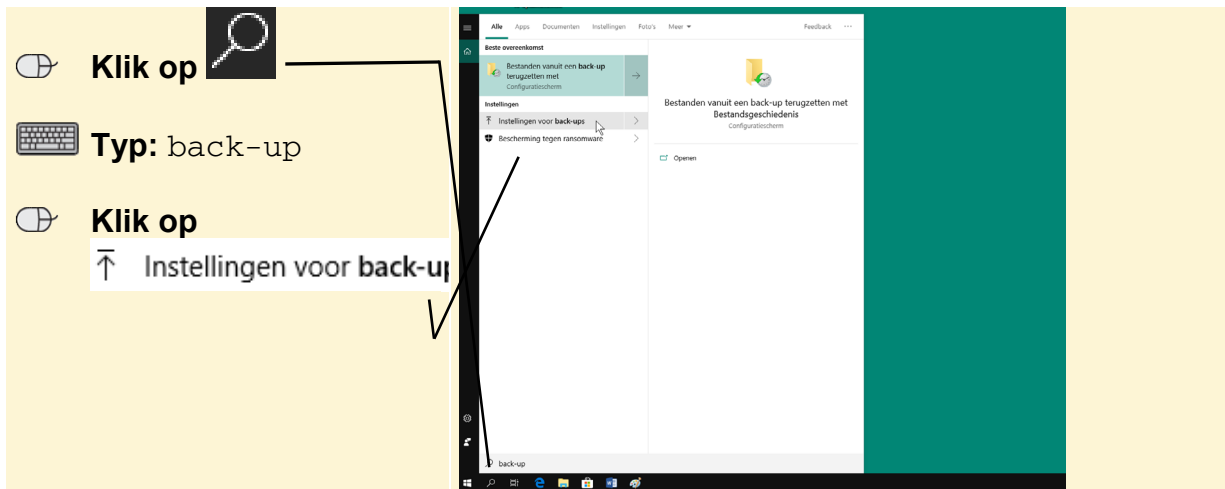 Klik op
Typ: back-up
Klik op
Instellingen voor back-up
Alle Apps Documenten Instellingen Foto's Meer Feedback
Beste overeenkomst
Bestanden vanuit een back-up
terugzetten met
Configuratiescherm
Instellingen
Instellingen voor back-ups
Bescherming tegen ransomware
Bestanden vanuit een back-up terugzetten met
Bestandsgeschiedenis
Configuratiescherm
Openen
back-up